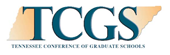 TCGS
TENNESSEE CONFERENCE OF GRADUATE SCHOOLS